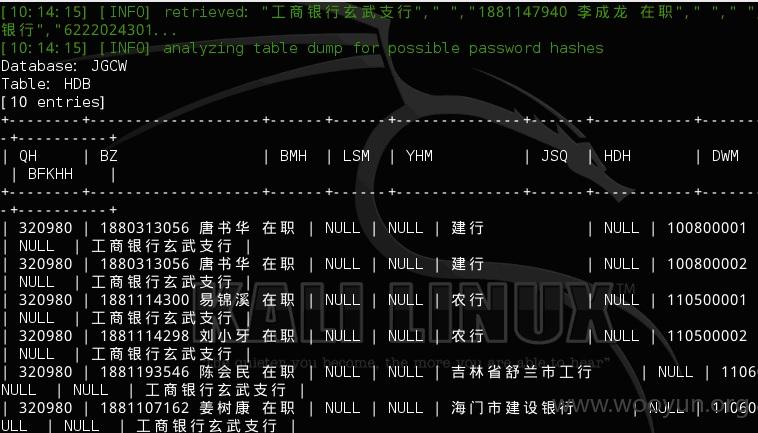 [10:14:15] [INFO] retrieved: "工商银行玄武支行"," ","1881147940 李成龙 在职"," "," "
银行","6222024301...
[10:14:15] [INFO] analyzing table dump for possible password hashes
Database: JGCW
Table: HDB
[10 entries]
+--------+---------------------+------+------+---------------+------+----------+-----
-+----------+
| QH | BZ | BMH | LSM | YHM | JSQ | HDH | DWM
| BFKHH |
+--------+---------------------+------+------+---------------+------+----------+-----
-+----------+
| 320980 | 1880313056 唐书华 在职 | NULL | NULL | 建行 | NULL | 100800001
| NULL | 工商银行玄武支行 |
| 320980 | 1880313056 唐书华 在职 | NULL | NULL | 建行 | NULL | 100800002
| NULL | 工商银行玄武支行 |
| 320980 | 1881114300 易锦溪 在职 | NULL | NULL | 农行 | NULL | 110500001
| NULL | 工商银行玄武支行 |
| 320980 | 1881114298 刘小牙 在职 | NULL | NULL | 农行 | NULL | 110500002
| NULL | 工商银行玄武支行 |
| 320980 | 1881193546 陈会民 在职 | NULL | NULL | 吉林省舒兰市工行 | NULL | 1106
NULL | NULL | 工商银行玄武支行 |
| 320980 | 1881107162 姜树康 在职 | NULL | NULL | 海门市建设银行 | NULL | 11060
ULL | NULL | 工商银行玄武支行 |
KALI LINUX™
quieter you become, the more you are able to hear"
www.wooyun.org